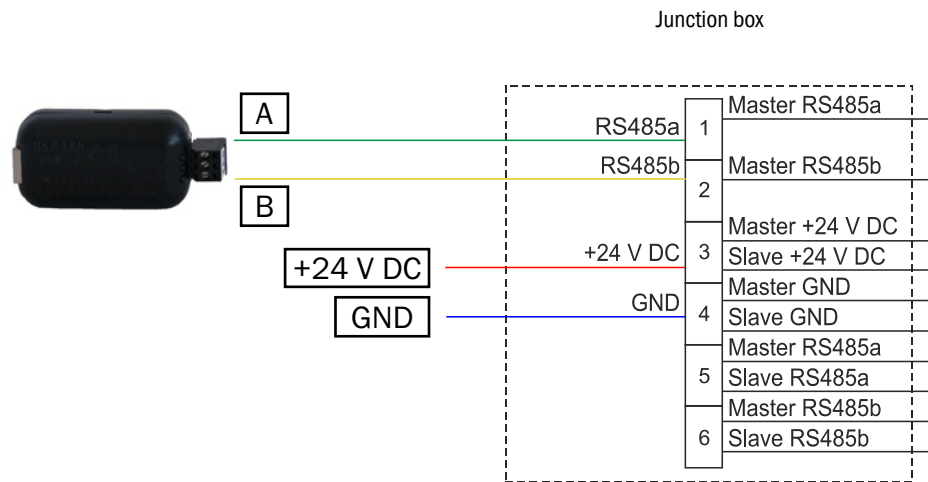 Junction box
A
RS485a
1
Master RS485a
RS485b
2
Master RS485b
B
+24 V DC
+24 V DC
3
Master +24 V DC
Slave +24 V DC
GND
GND
4
Master GND
Slave GND
5
Master RS485a
Slave RS485a
6
Master RS485b
Slave RS485b